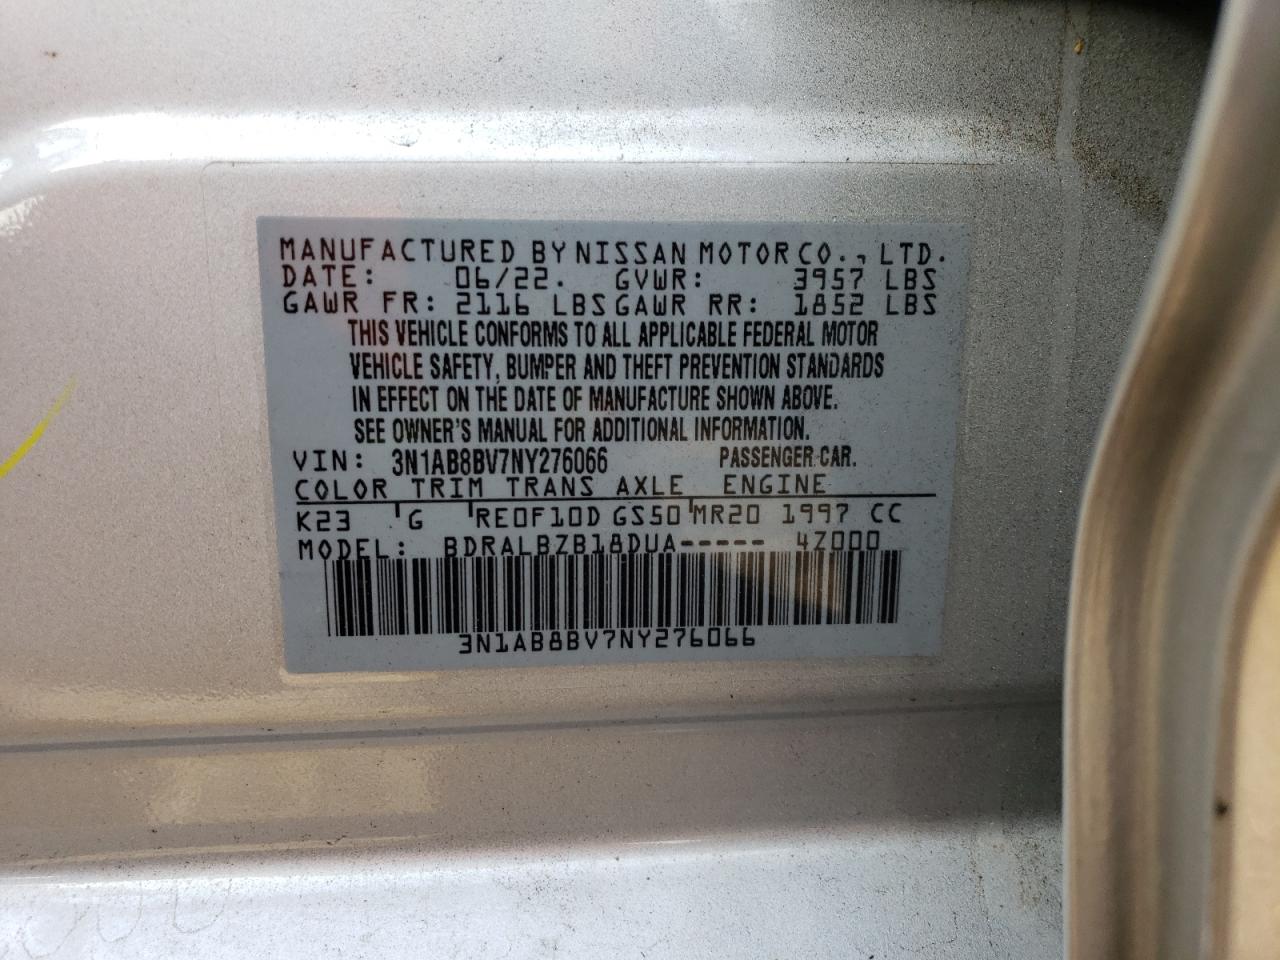 MANUFACTURED BY NISSAN MOTOR CO., LTD.
DATE: 06/22. GVWR: 3957 LBS
GAWR FR: 2116 LBS GAWR RR: 1852 LBS
THIS VEHICLE CONFORMS TO ALL APPLICABLE FEDERAL MOTOR
VEHICLE SAFETY, BUMPER AND THEFT PREVENTION STANDARDS
IN EFFECT ON THE DATE OF MANUFACTURE SHOWN ABOVE.
SEE OWNER'S MANUAL FOR ADDITIONAL INFORMATION.
VIN: 3N1AB8BV7NY276066 PASSENGER CAR.
COLOR TRIM TRANS AXLE ENGINE
K23 G RE0F10D GS50 MR20 1997 CC
MODEL: BDRALBZB18DUA----- 4Z000
3N1AB8BV7NY276066